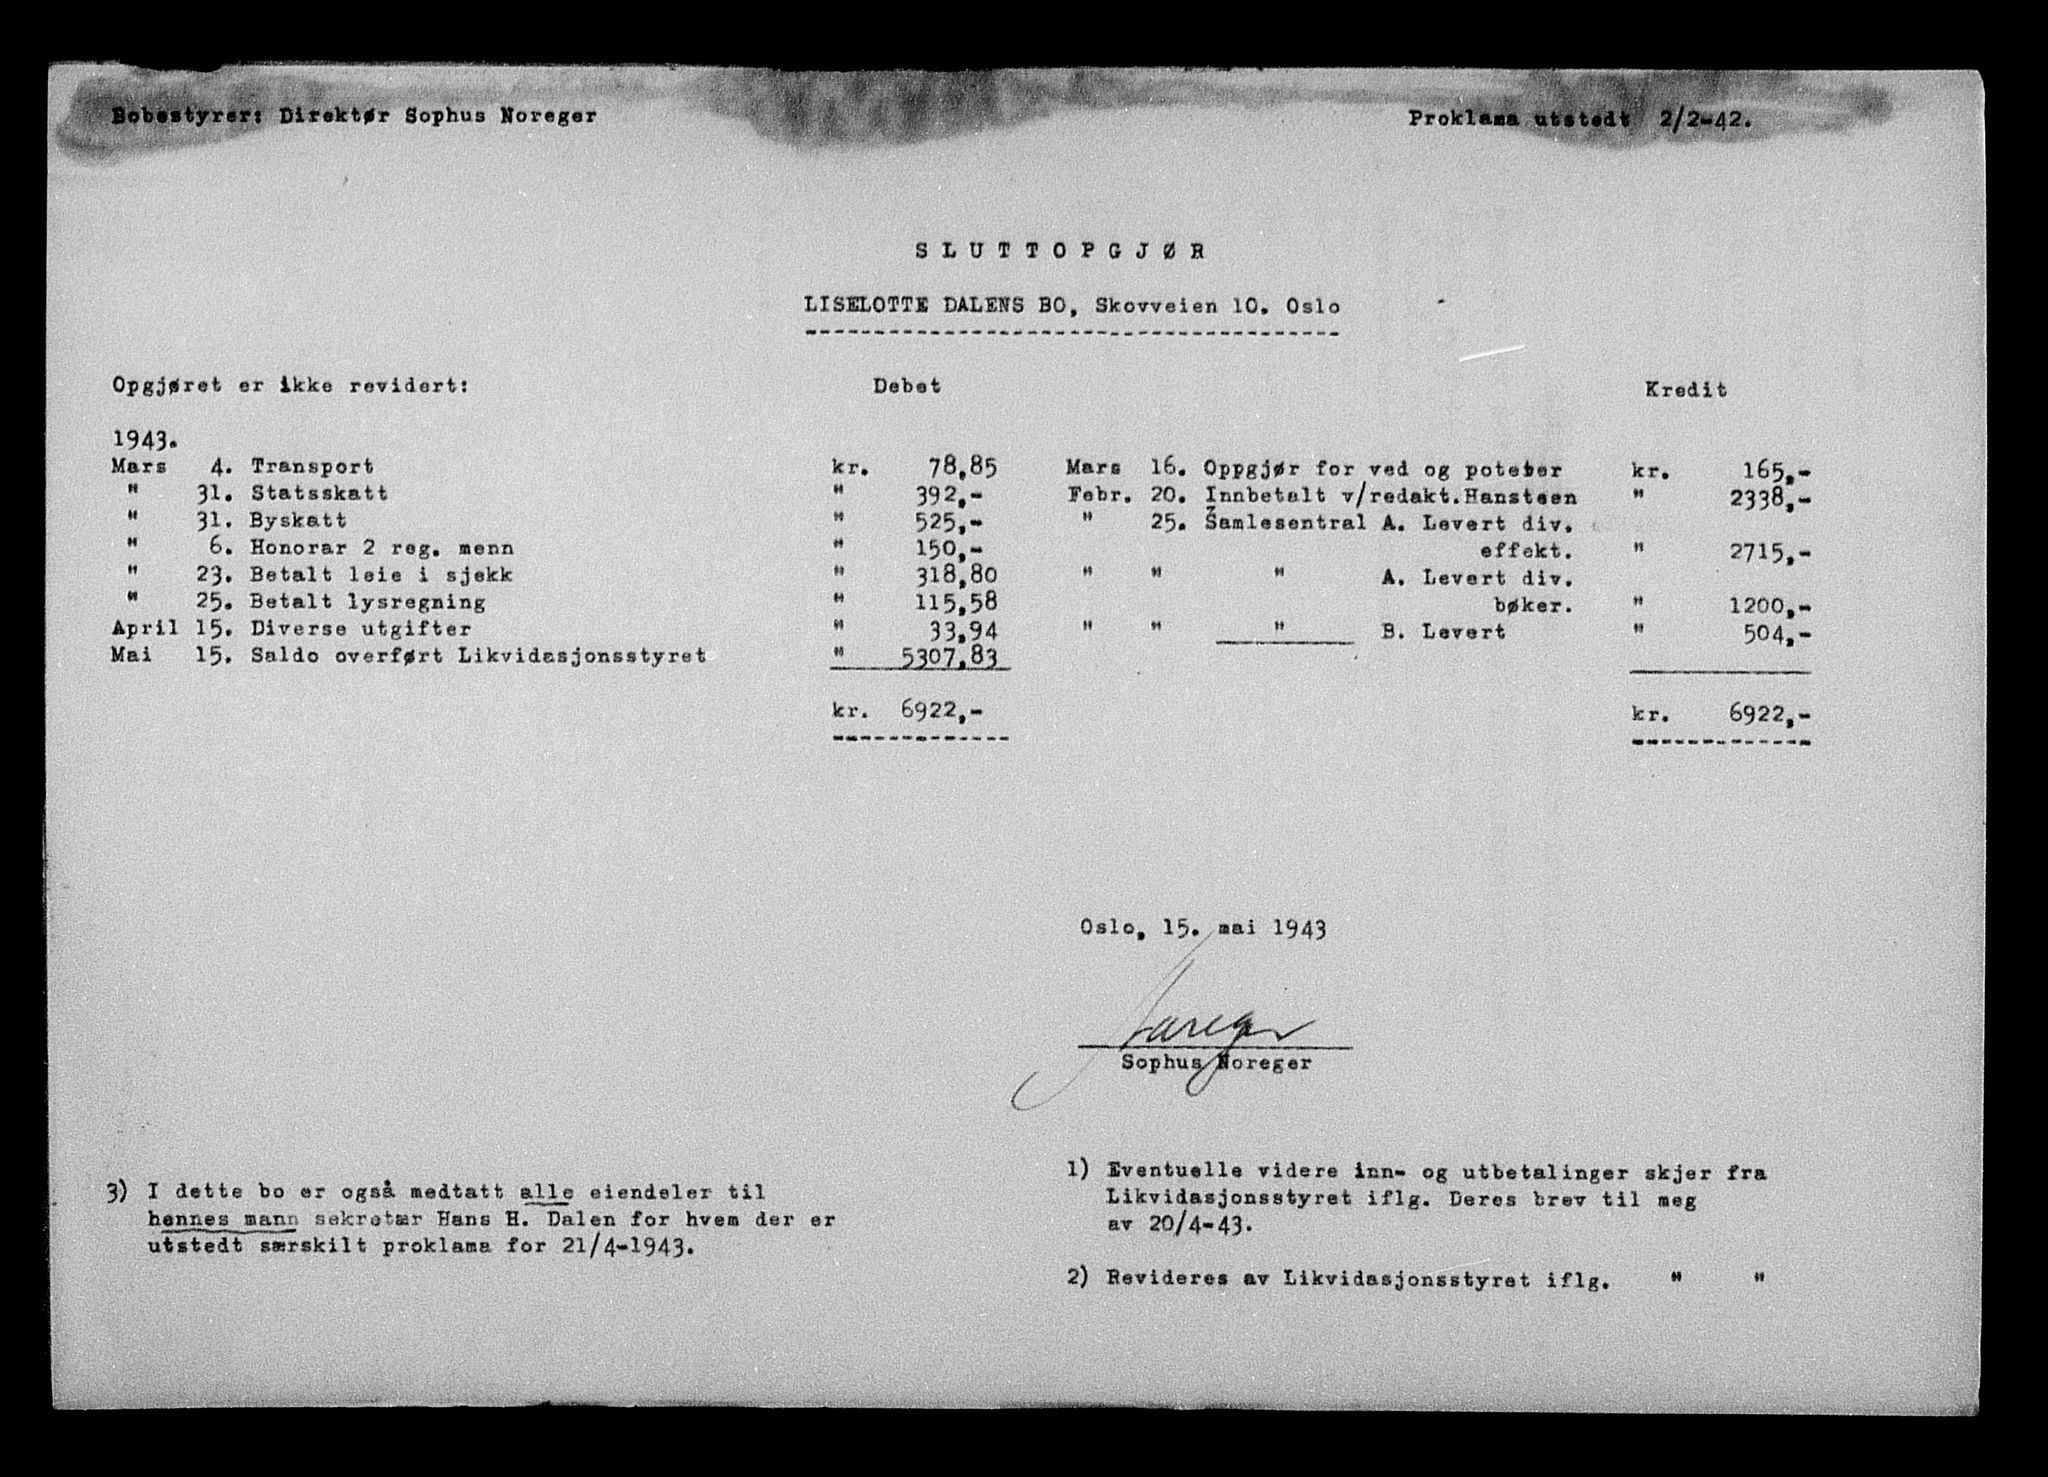 Bobestyrer: Direktør Sophus Noreger Proklama utstedt 2/2-42.
SLUTTOPGJØR
LISELOTTE DALENS BO, Skovveien 10. Oslo
Opgjøret er ikke revidert: Debet Kredit
1943.
Mars 4. Transport kr. 78,85 Mars 16. Oppgjør for ved og poteter kr. 165,-
" 31. Statsskatt " 392,- Febr. 20. Innbetalt v/redakt.Hansteen " 2338,-
" 31. Byskatt " 525,- " 25. Samlesentral A. Levert div.
" 6. Honorar 2 reg. menn " 150,- effekt. " 2715,-
" 23. Betalt leie i sjekk " 318,80 " " " A. Levert div.
" 25. Betalt lysregning " 115,58 bøker. " 1200,-
April 15. Diverse utgifter " 33,94 " " " B. Levert " 504,-
Mai 15. Saldo overført Likvidasjonsstyret " 5307,83
kr. 6922,- kr. 6922,-
Oslo, 15. mai 1943
Noreger
Sophus Noreger
1) Eventuelle videre inn- og utbetalinger skjer fra
Likvidasjonsstyret iflg. Deres brev til meg
av 20/4-43.
2) Revideres av Likvidasjonsstyret iflg. " "
3) I dette bo er også medtatt alle eiendeler til
hennes mann sekretær Hans H. Dalen for hvem der er
utstedt særskilt proklama for 21/4-1943.